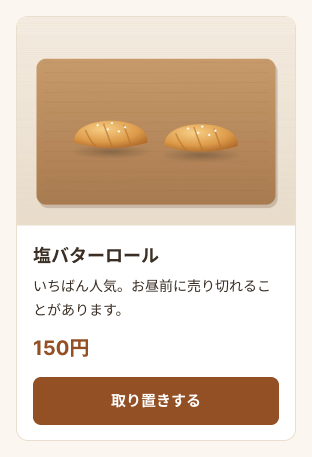 塩バターロール
いちばん人気。お昼前に売り切れるこ
とがあります。
150円
取り置きする